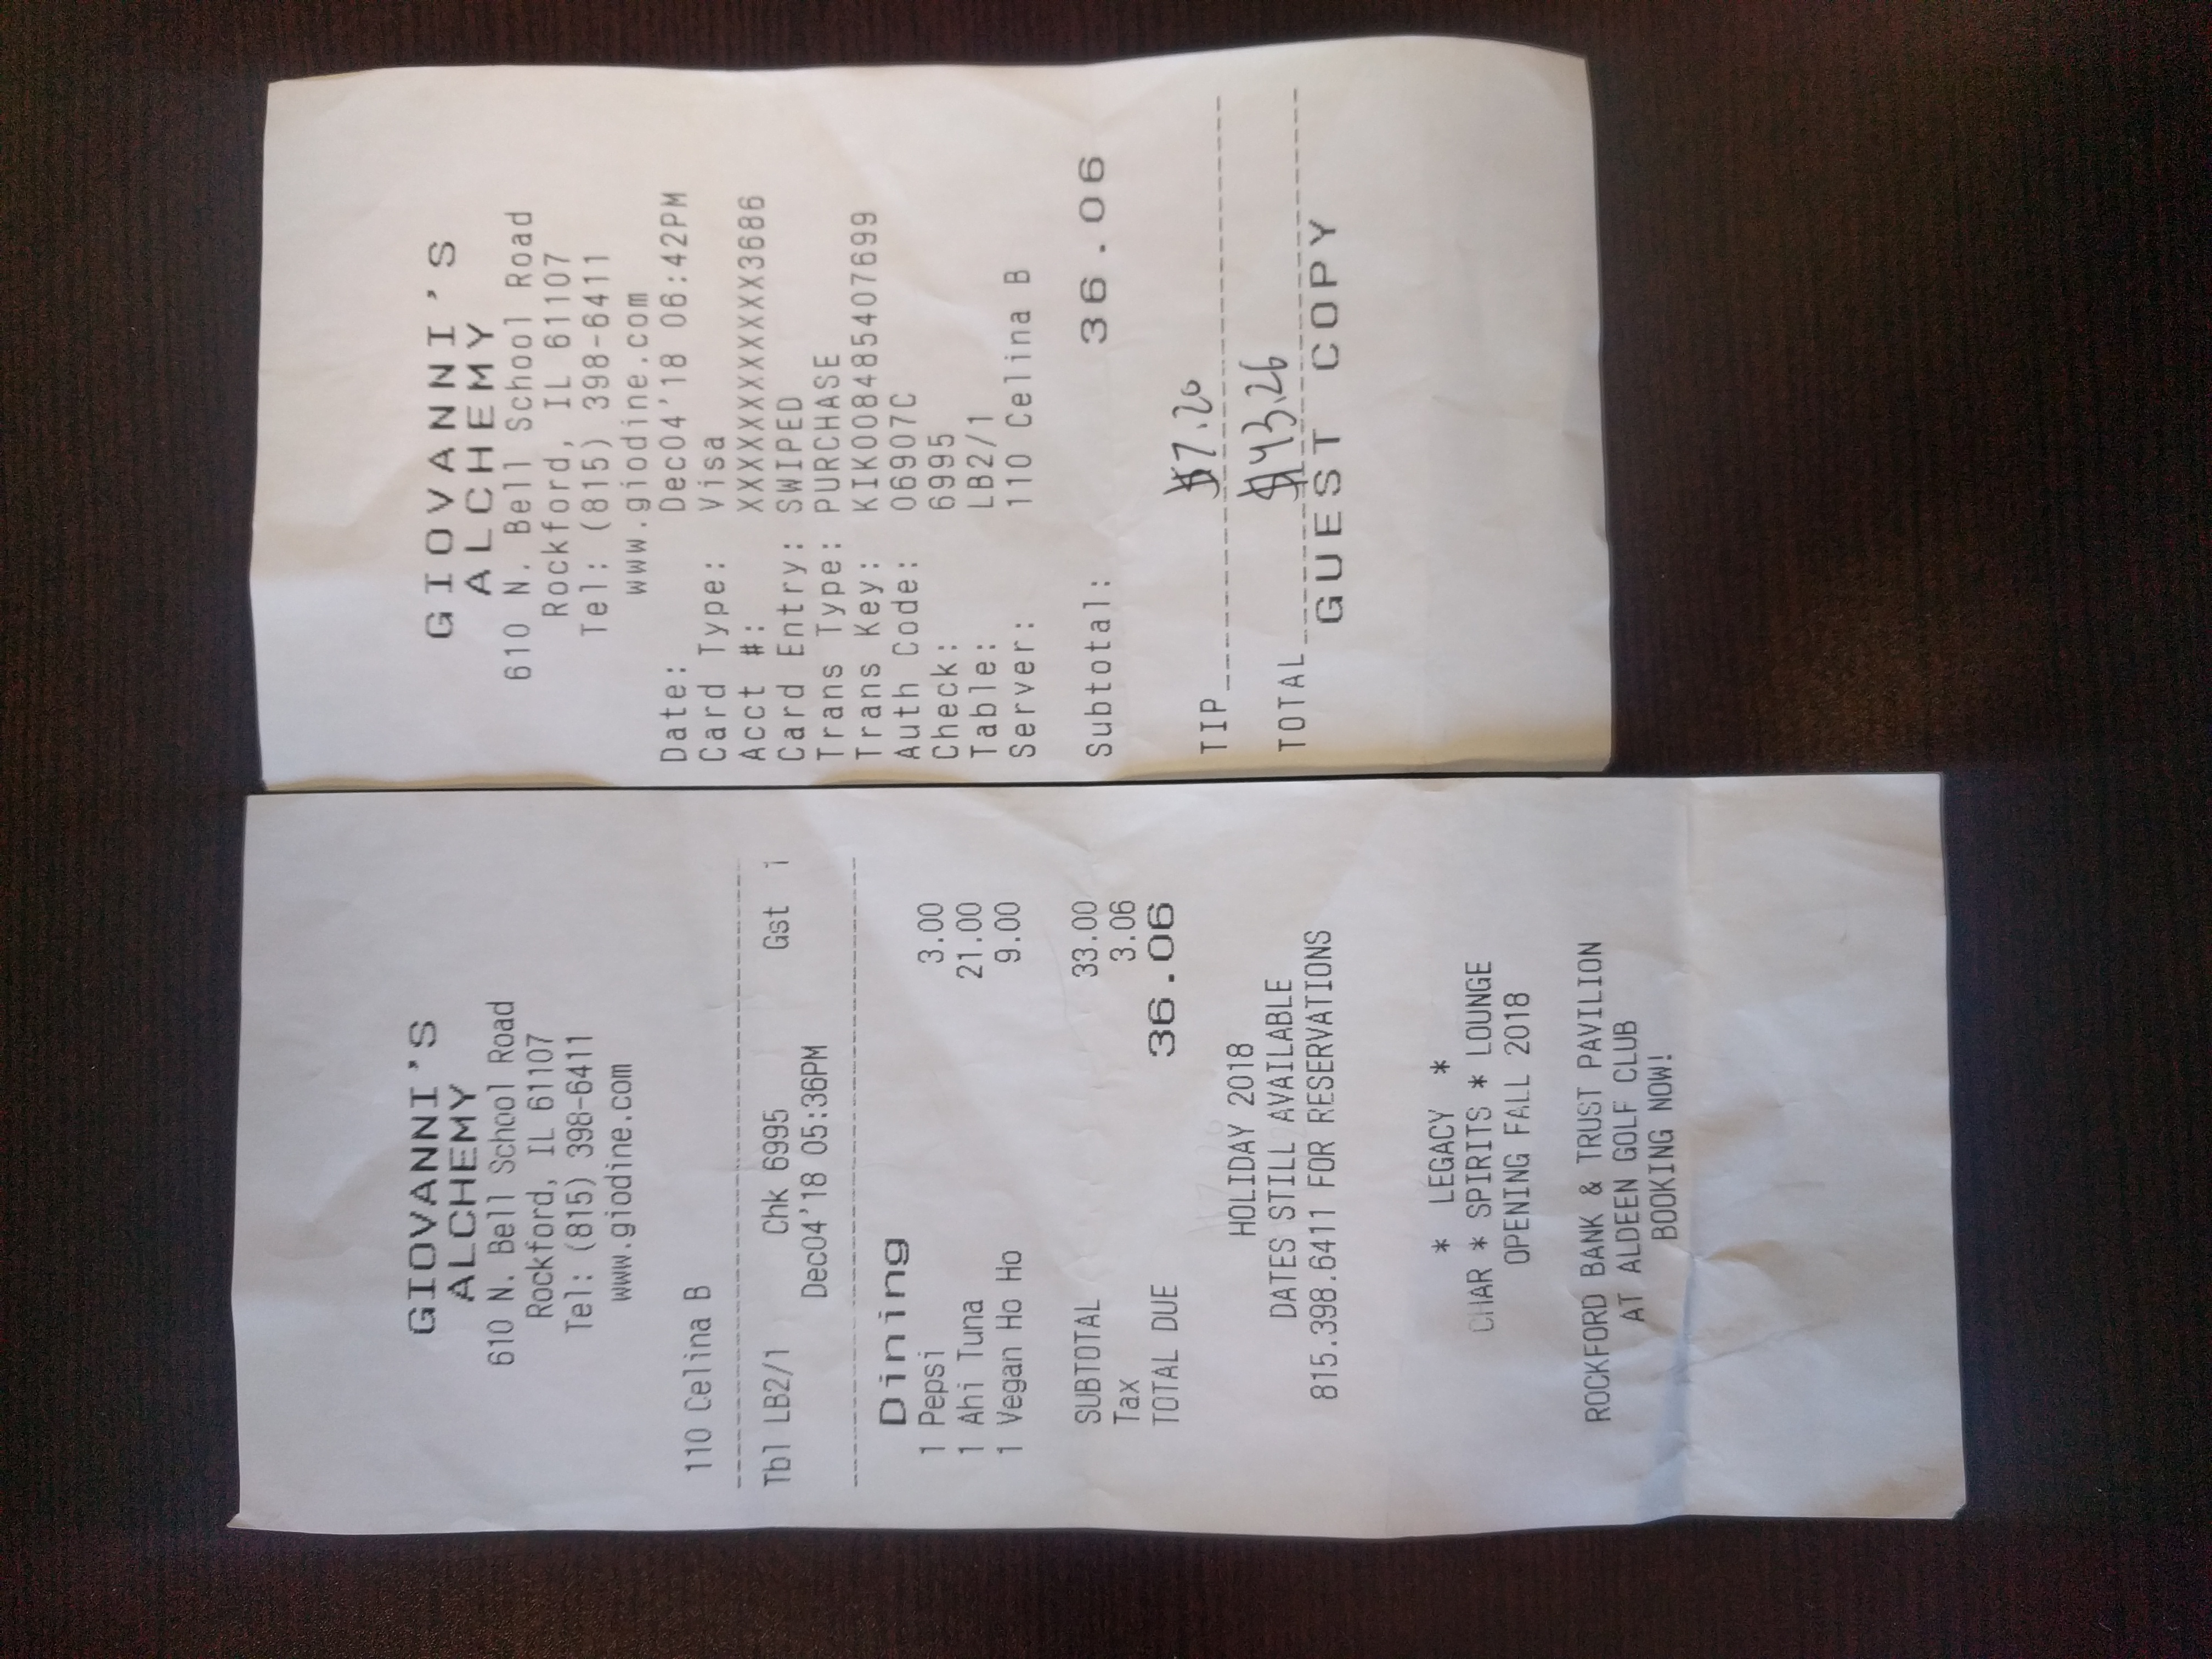 GIOVANNI'S
ALCHEMY
610 N. Bell School Road
Rockford, IL 61107
Tel: (815) 398-6411
www.giodine.com
110 Celina B
Tbl LB2/1 Chk 6995 Gst 1
Dec04'18 05:36PM
Dining
1 Pepsi 3.00
1 Ahi Tuna 21.00
1 Vegan Ho Ho 9.00
SUBTOTAL 33.00
Tax 3.06
TOTAL DUE 36.06
HOLIDAY 2018
DATES STILL AVAILABLE
815.398.6411 FOR RESERVATIONS
* LEGACY *
CHAR * SPIRITS * LOUNGE
OPENING FALL 2018
ROCKFORD BANK & TRUST PAVILION
AT ALDEEN GOLF CLUB
BOOKING NOW!
GIOVANNI'S
ALCHEMY
610 N. Bell School Road
Rockford, IL 61107
Tel: (815) 398-6411
www.giodine.com
Date: Dec04'18 06:42PM
Card Type: Visa
Acct #: XXXXXXXXXXXX3686
Card Entry: SWIPED
Trans Type: PURCHASE
Trans Key: KIK008485407699
Auth Code: 06907C
Check: 6995
Table: LB2/1
Server: 110 Celina B
Subtotal: 36.06
TIP $7.20
TOTAL $43.26
GUEST COPY